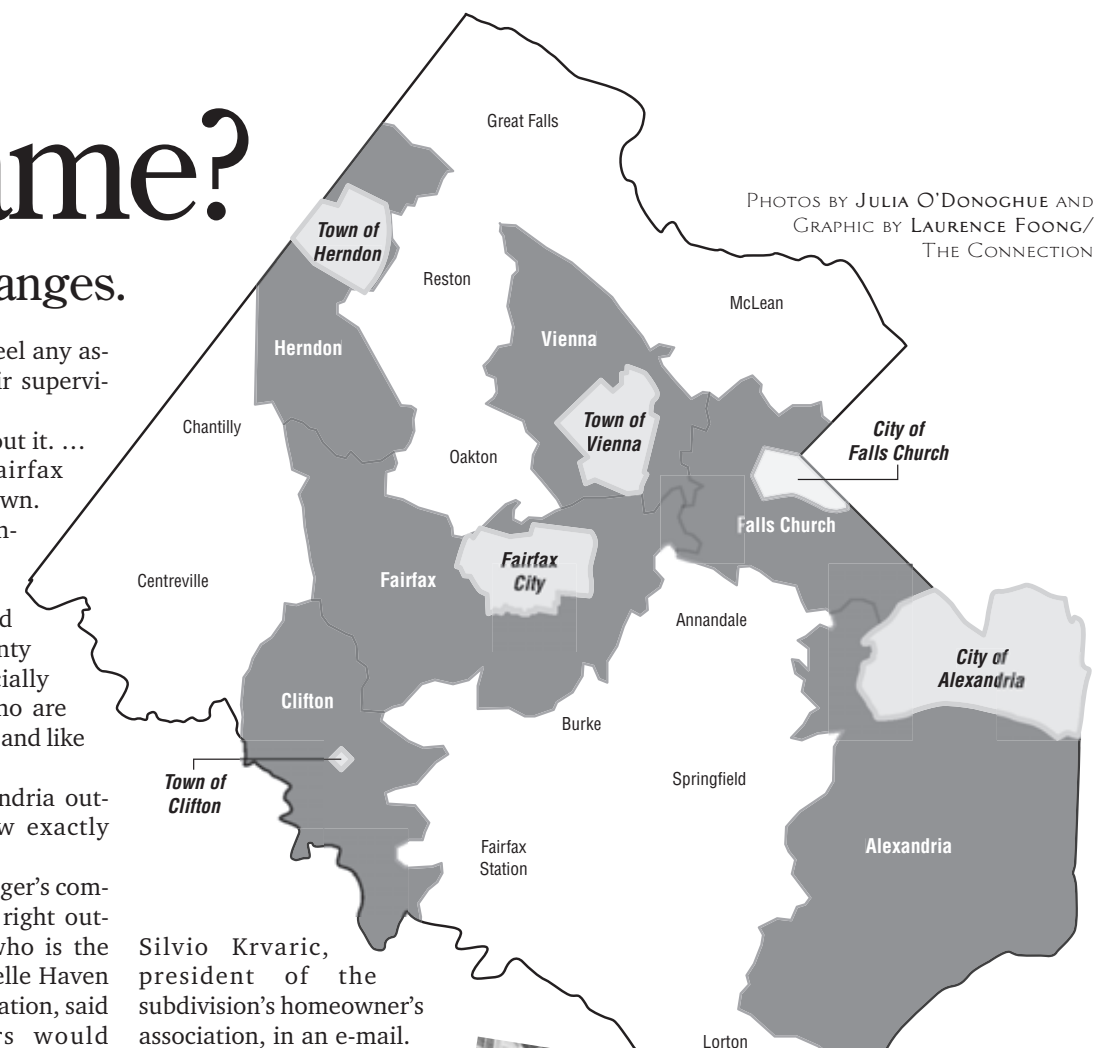 ame?
anges.
eel any as-
ir supervi-
out it. …
airfax
wn.
n-
d
nty
ially
ho are
and like
ndria out-
w exactly
ger's com-
right out-
who is the
elle Haven
ation, said
rs would
Silvio Krvaric,
president of the
subdivision's homeowner's
association, in an e-mail.
PHOTOS BY JULIA O'DONOGHUE AND
GRAPHIC BY LAURENCE FOONG/
THE CONNECTION
Great Falls
Town of
Herndon
Reston
McLean
Herndon
Vienna
Chantilly
Town of
Vienna
City of
Falls Church
Oakton
Falls Church
Centreville
Fairfax
Fairfax
City
Annandale
City of
Alexandria
Clifton
Burke
Town of
Clifton
Springfield
Fairfax
Station
Alexandria
Lorton